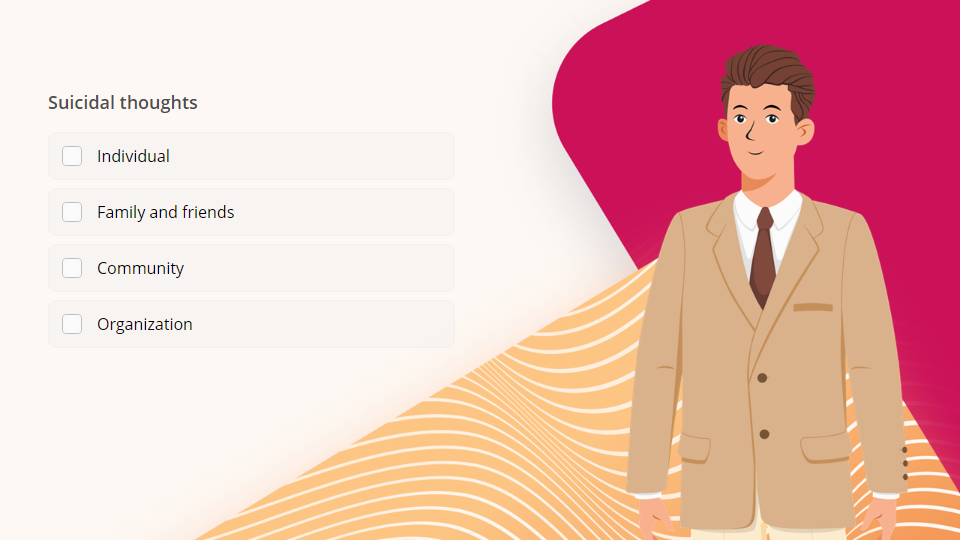 Suicidal thoughts
Individual
Family and friends
Community
Organization